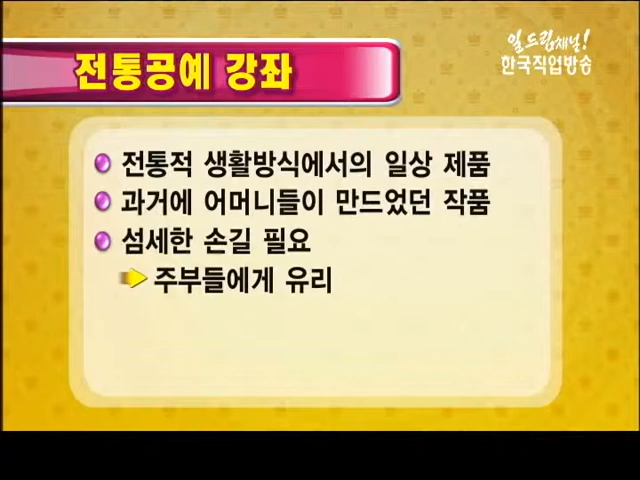 일 드림 채널!
한국직업방송
전통공예 강좌
전통적 생활방식에서의 일상 제품
과거에 어머니들이 만드었던 작품
섬세한 손길 필요
주부들에게 유리